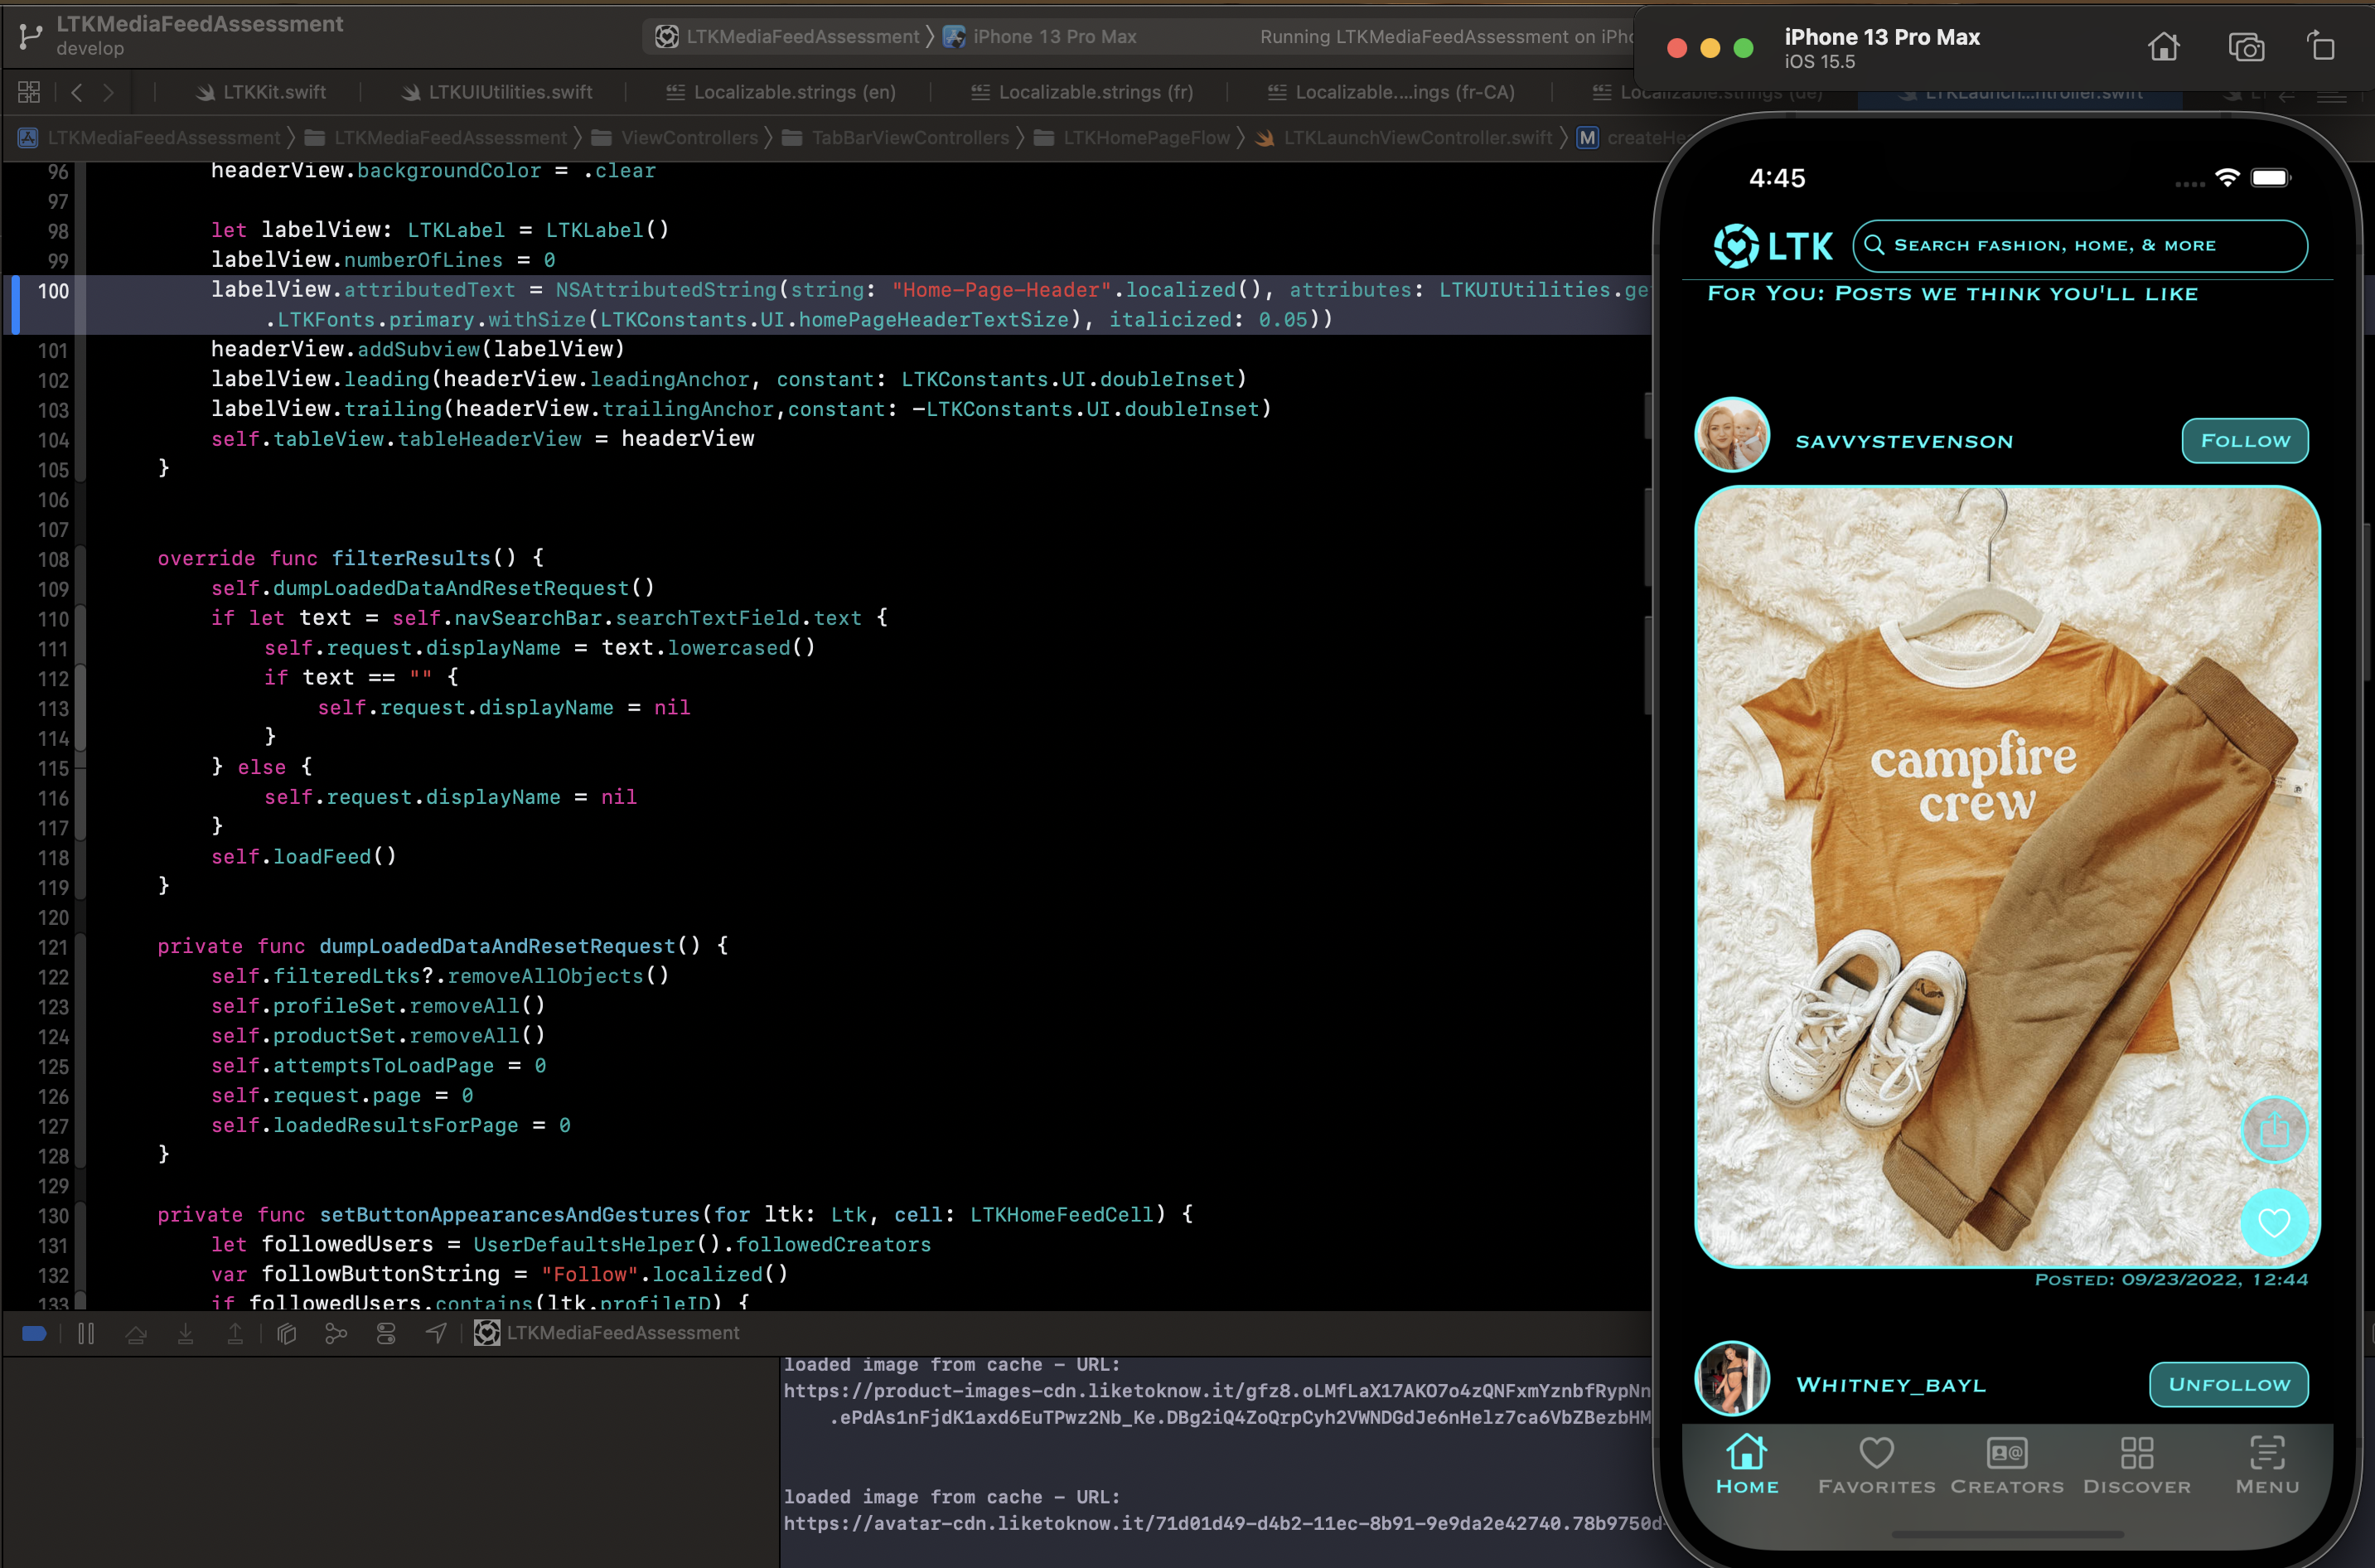 LTKMediaFeedAssessment
develop
LTKMediaFeedAssessment 〉 iPhone 13 Pro Max
Running LTKMediaFeedAssessment on iPho
iPhone 13 Pro Max
iOS 15.5
LTKKit.swift
LTKUIUtilities.swift
Localizable.strings (en)
Localizable.strings (fr)
Localizable....ings (fr-CA)
Localizable.strings (de)
LTKLaunch...ntroller.swift
LTKMediaFeedAssessment 〉 LTKMediaFeedAssessment 〉 ViewControllers 〉 TabBarViewControllers 〉 LTKHomePageFlow 〉 LTKLaunchViewController.swift 〉 M createHe
96 headerView.backgroundColor = .clear
97
98 let labelView: LTKLabel = LTKLabel()
99 labelView.numberOfLines = 0
100 labelView.attributedText = NSAttributedString(string: "Home-Page-Header".localized(), attributes: LTKUIUtilities.ge
.LTKFonts.primary.withSize(LTKConstants.UI.homePageHeaderTextSize), italicized: 0.05))
101 headerView.addSubview(labelView)
102 labelView.leading(headerView.leadingAnchor, constant: LTKConstants.UI.doubleInset)
103 labelView.trailing(headerView.trailingAnchor,constant: -LTKConstants.UI.doubleInset)
104 self.tableView.tableHeaderView = headerView
105 }
106
107
108 override func filterResults() {
109 self.dumpLoadedDataAndResetRequest()
110 if let text = self.navSearchBar.searchTextField.text {
111 self.request.displayName = text.lowercased()
112 if text == "" {
113 self.request.displayName = nil
114 }
115 } else {
116 self.request.displayName = nil
117 }
118 self.loadFeed()
119 }
120
121 private func dumpLoadedDataAndResetRequest() {
122 self.filteredLtks?.removeAllObjects()
123 self.profileSet.removeAll()
124 self.productSet.removeAll()
125 self.attemptsToLoadPage = 0
126 self.request.page = 0
127 self.loadedResultsForPage = 0
128 }
129
130 private func setButtonAppearancesAndGestures(for ltk: Ltk, cell: LTKHomeFeedCell) {
131 let followedUsers = UserDefaultsHelper().followedCreators
132 var followButtonString = "Follow".localized()
133 if followedUsers.contains(ltk.profileID) {
LTKMediaFeedAssessment
loaded image from cache - URL:
https://product-images-cdn.liketoknow.it/gfz8.oLMfLaX17AKO7o4zQNFxmYznbfRypNn
.ePdAs1nFjdK1axd6EuTPwz2Nb_Ke.DBg2iQ4ZoQrpCyh2VWNDGdJe6nHelz7ca6VbZBezbHM
loaded image from cache - URL:
https://avatar-cdn.liketoknow.it/71d01d49-d4b2-11ec-8b91-9e9da2e42740.78b9750d-
4:45
LTK
Search fashion, home, & more
For You: Posts we think you'll like
savvystevenson
Follow
campfire
crew
Posted: 09/23/2022, 12:44
Whitney_bayl
Unfollow
Home
Favorites
Creators
Discover
Menu